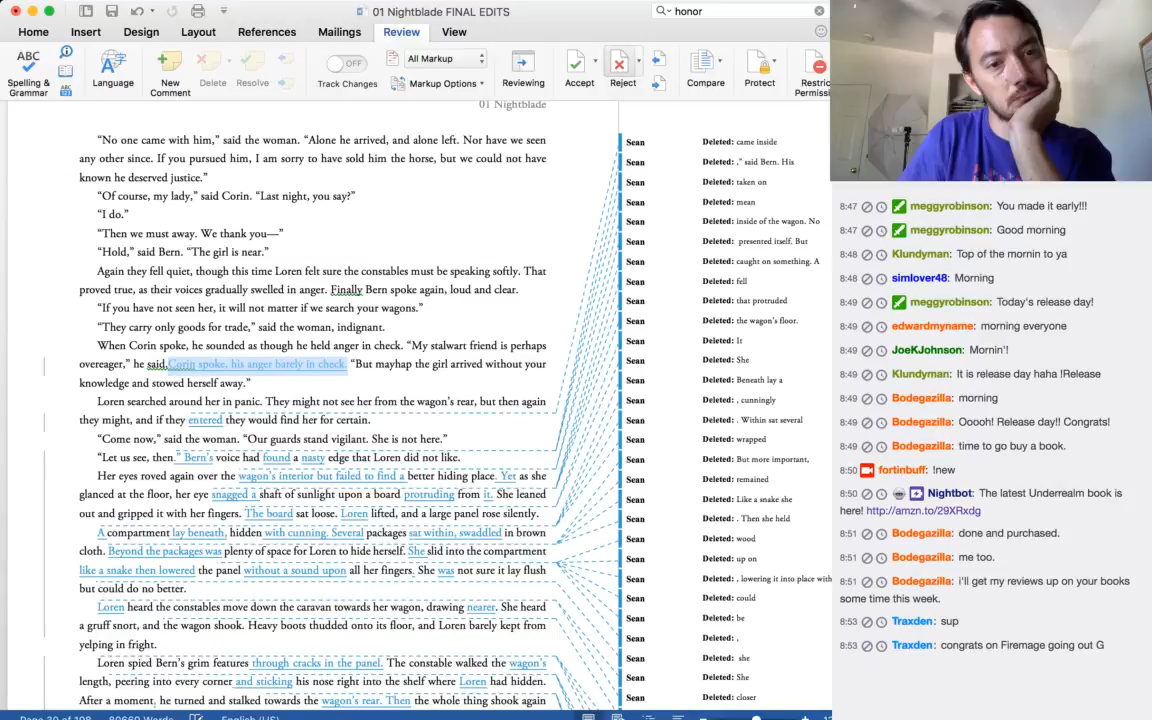 01 Nightblade FINAL EDITS
honor
Home Insert Design Layout References Mailings Review View
ABC
Spelling & Grammar
ABC
Language
New Comment
Delete
Resolve
OFF
Track Changes
All Markup
Markup Options
Reviewing
Accept
Reject
Compare
Protect
Restric
Permissi
01 Nightblade
“No one came with him,” said the woman. “Alone he arrived, and alone left. Nor have we seen
any other since. If you pursued him, I am sorry to have sold him the horse, but we could not have
known he deserved justice.”
“Of course, my lady,” said Corin. “Last night, you say?”
“I do.”
“Then we must away. We thank you—”
“Hold,” said Bern. “The girl is near.”
Again they fell quiet, though this time Loren felt sure the constables must be speaking softly. That
proved true, as their voices gradually swelled in anger. Finally Bern spoke again, loud and clear.
“If you have not seen her, it will not matter if we search your wagons.”
“They carry only goods for trade,” said the woman, indignant.
When Corin spoke, he sounded as though he held anger in check. “My stalwart friend is perhaps
overeager,” he said.Corin spoke, his anger barely in check. “But mayhap the girl arrived without your
knowledge and stowed herself away.”
Loren searched around her in panic. They might not see her from the wagon’s rear, but then again
they might, and if they entered they would find her for certain.
“Come now,” said the woman. “Our guards stand vigilant. She is not here.”
“Let us see, then.” Bern’s voice had found a nasty edge that Loren did not like.
Her eyes roved again over the wagon’s interior but failed to find a better hiding place. Yet as she
glanced at the floor, her eye snagged a shaft of sunlight upon a board protruding from it. She leaned
out and gripped it with her fingers. The board sat loose. Loren lifted, and a large panel rose silently.
A compartment lay beneath, hidden with cunning. Several packages sat within, swaddled in brown
cloth. Beyond the packages was plenty of space for Loren to hide herself. She slid into the compartment
like a snake then lowered the panel without a sound upon all her fingers. She was not sure it lay flush
but could do no better.
Loren heard the constables move down the caravan towards her wagon, drawing nearer. She heard
a gruff snort, and the wagon shook. Heavy boots thudded onto its floor, and Loren barely kept from
yelping in fright.
Loren spied Bern’s grim features through cracks in the panel. The constable walked the wagon’s
length, peering into every corner and sticking his nose right into the shelf where Loren had hidden.
After a moment, he turned and stalked towards the wagon’s rear. Then the whole thing shook again
Sean Deleted: came inside
Sean Deleted: ,” said Bern. His
Sean Deleted: taken on
Sean Deleted: mean
Sean Deleted: inside of the wagon. No
Sean Deleted: presented itself. But
Sean Deleted: caught on something. A
Sean Deleted: fell
Sean Deleted: that protruded
Sean Deleted: the wagon’s floor.
Sean Deleted: It
Sean Deleted: She
Sean Deleted: Beneath lay a
Sean Deleted: , cunningly
Sean Deleted: . Within sat several
Sean Deleted: wrapped
Sean Deleted: But more important,
Sean Deleted: remained
Sean Deleted: Like a snake she
Sean Deleted: . Then she held
Sean Deleted: wood
Sean Deleted: up on
Sean Deleted: , lowering it into place with
Sean Deleted: could
Sean Deleted: be
Sean Deleted: ,
Sean Deleted: she
Sean Deleted: She
Sean Deleted: closer
8:47 meggyrobinson: You made it early!!!
8:47 meggyrobinson: Good morning
8:48 Klundyman: Top of the mornin to ya
8:48 simlover48: Morning
8:49 meggyrobinson: Today's release day!
8:49 edwardmyname: morning everyone
8:49 JoeKJohnson: Mornin'!
8:49 Klundyman: It is release day haha !Release
8:49 Bodegazilla: morning
8:49 Bodegazilla: Ooooh! Release day!! Congrats!
8:49 Bodegazilla: time to go buy a book.
8:50 fortinbuff: !new
8:50 Nightbot: The latest Underrealm book is
here! http://amzn.to/29XRxdg
8:51 Bodegazilla: done and purchased.
8:51 Bodegazilla: me too.
8:51 Bodegazilla: i'll get my reviews up on your books
some time this week.
8:53 Traxden: sup
8:53 Traxden: congrats on Firemage going out G